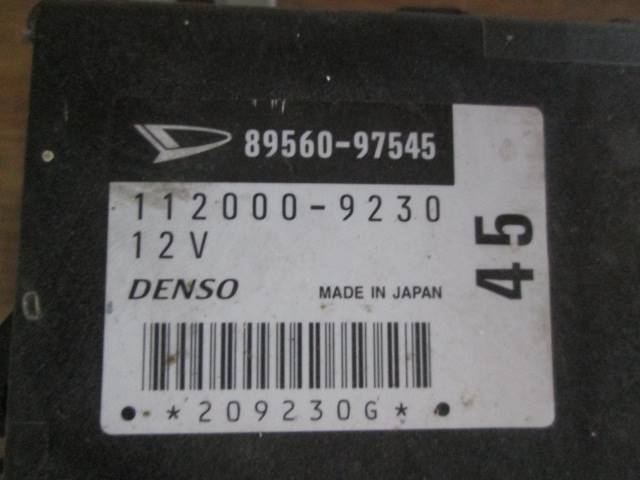 89560-97545
112000-9230
12V
DENSO MADE IN JAPAN
*209230G*
45